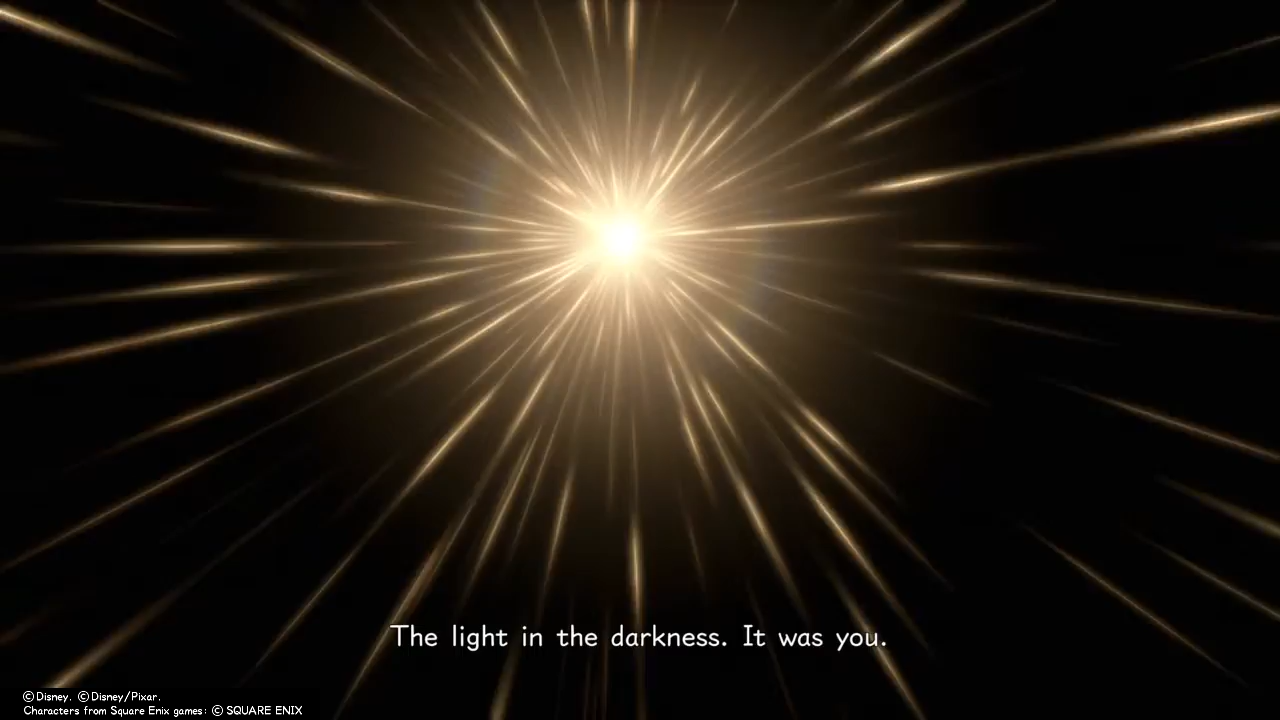 The light in the darkness. It was you.
©Disney. ©Disney/Pixar.
Characters from Square Enix games: © SQUARE ENIX